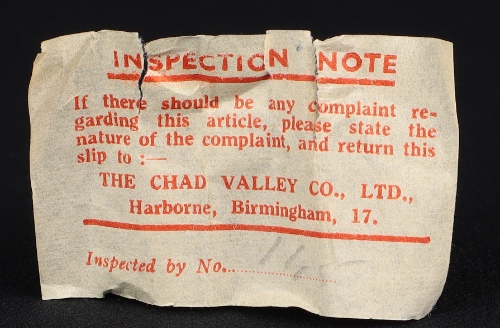 INSPECTION NOTE
If there should be any complaint re-
garding this article, please state the
nature of the complaint, and return this
slip to :—
THE CHAD VALLEY CO., LTD.,
Harborne, Birmingham, 17.
Inspected by No...............................